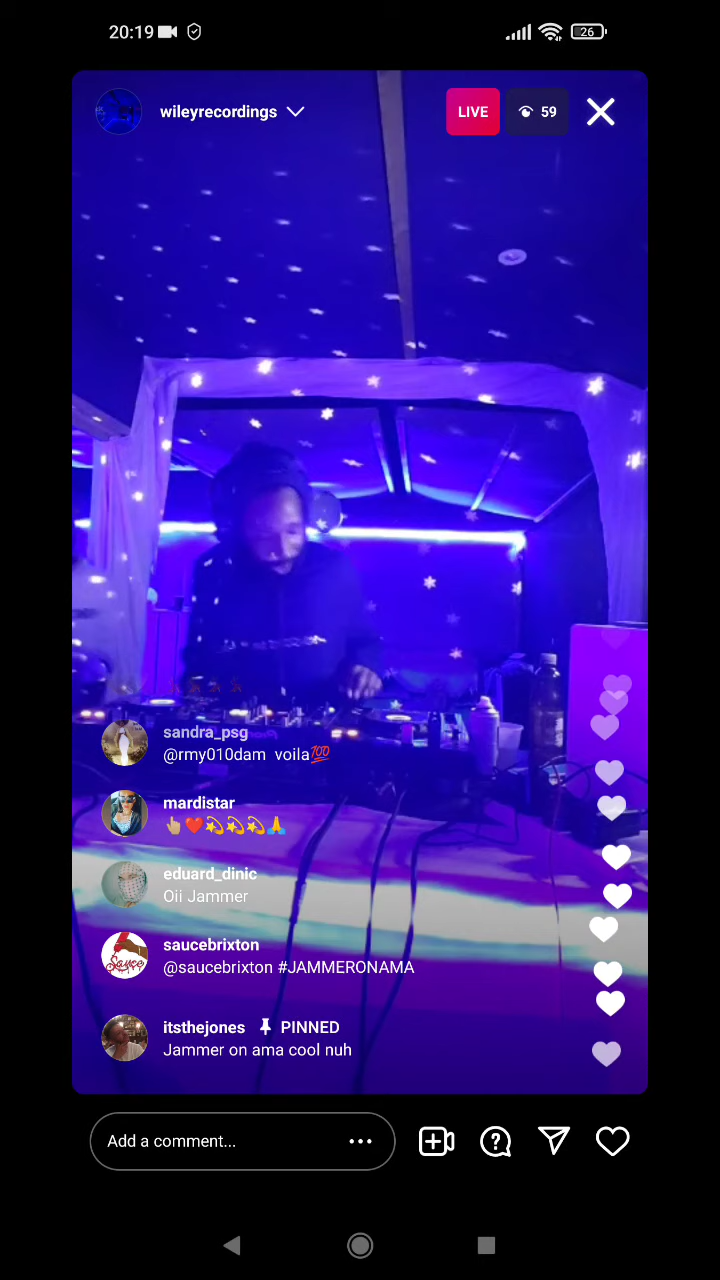 20:19
26
wileyrecordings
LIVE
59
sandra_psg
@rmy010dam voila💯
mardistar
👆🏼❤️💫💫💫🙏
eduard_dinic
Oii Jammer
Sauce
saucebrixton
@saucebrixton #JAMMERONAMA
itsthejones PINNED
Jammer on ama cool nuh
Add a comment...